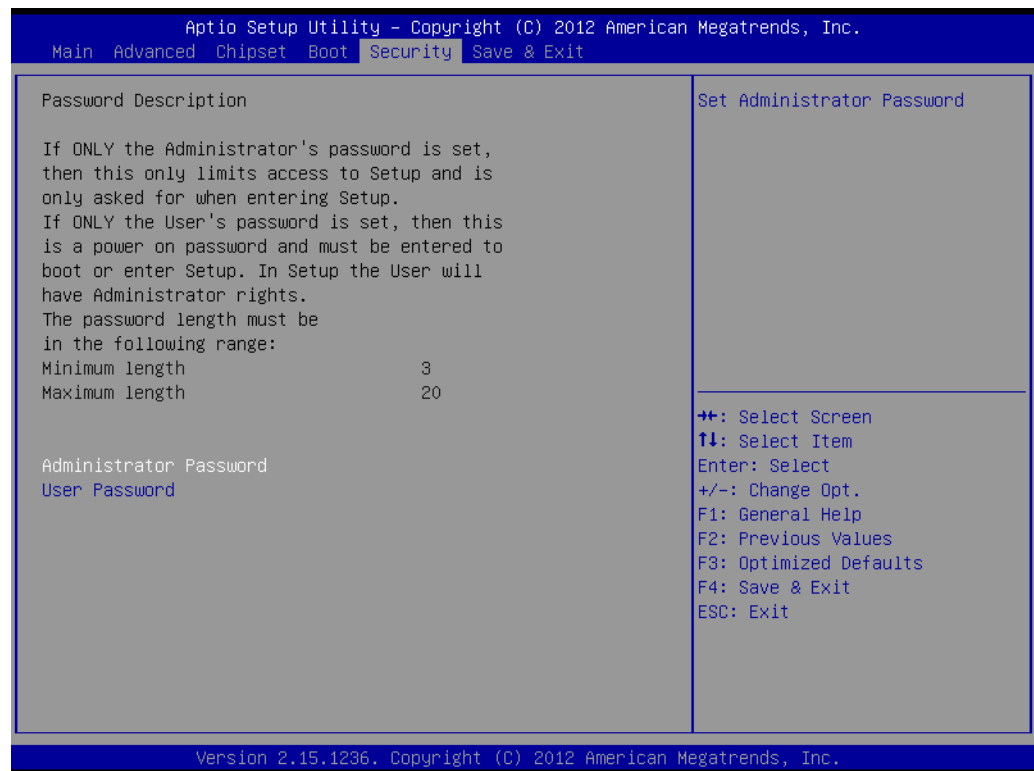 Aptio Setup Utility – Copyright (C) 2012 American Megatrends, Inc.
Main Advanced Chipset Boot Security Save & Exit
Password Description
If ONLY the Administrator's password is set,
then this only limits access to Setup and is
only asked for when entering Setup.
If ONLY the User's password is set, then this
is a power on password and must be entered to
boot or enter Setup. In Setup the User will
have Administrator rights.
The password length must be
in the following range:
Minimum length 3
Maximum length 20
Administrator Password
User Password
Set Administrator Password
→←: Select Screen
↑↓: Select Item
Enter: Select
+/-: Change Opt.
F1: General Help
F2: Previous Values
F3: Optimized Defaults
F4: Save & Exit
ESC: Exit
Version 2.15.1236. Copyright (C) 2012 American Megatrends, Inc.